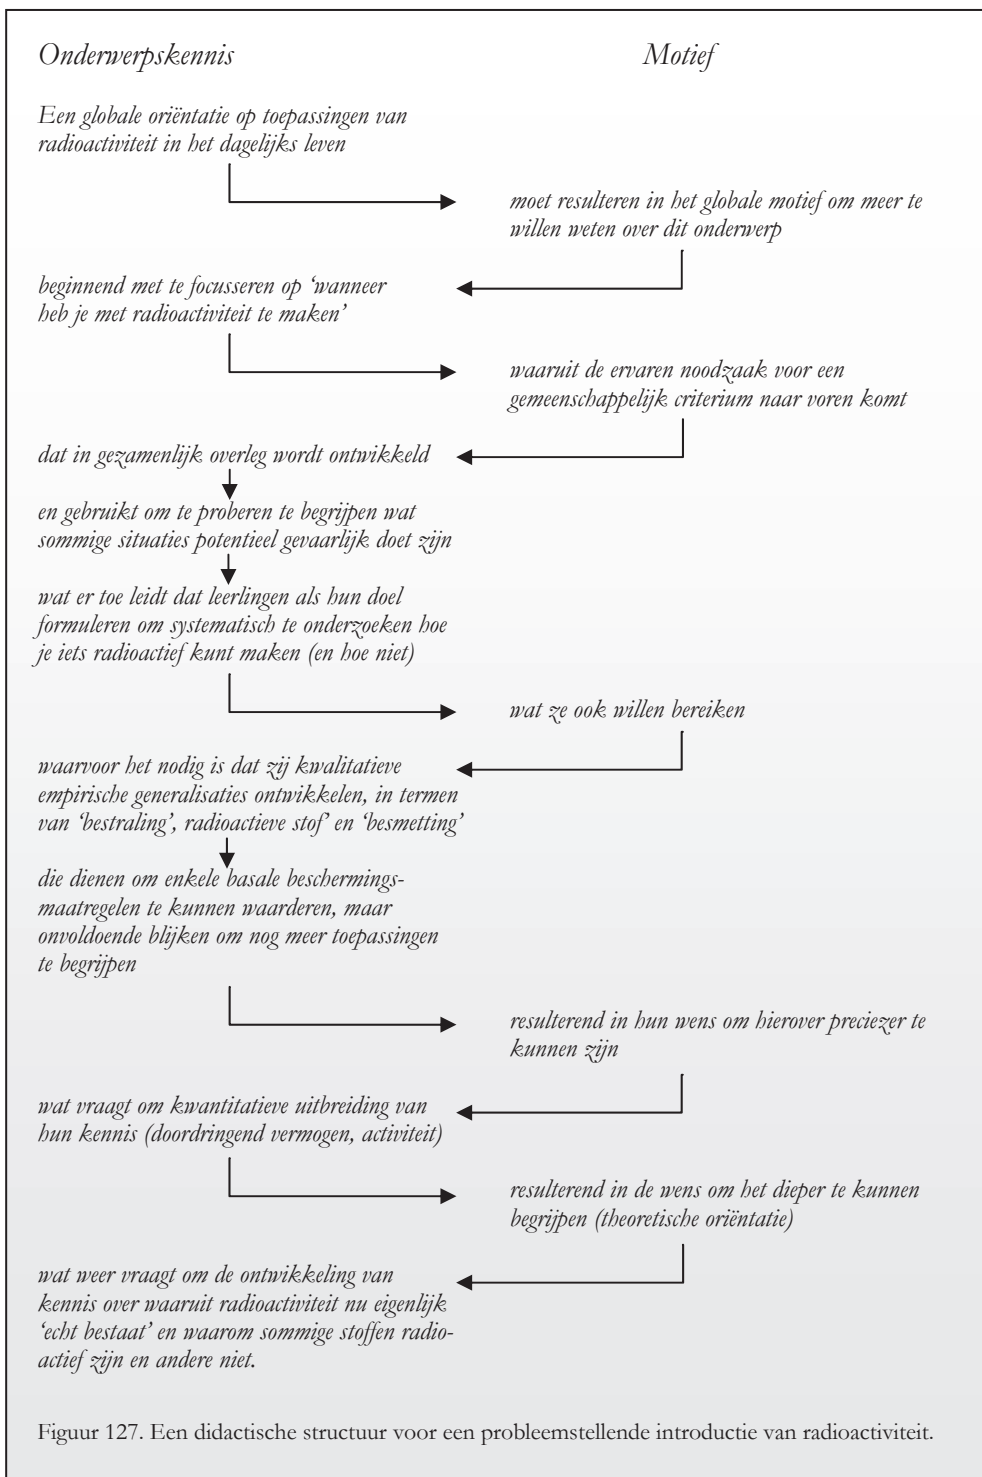 Onderwerpskennis
Motief
Een globale oriëntatie op toepassingen van
radioactiviteit in het dagelijks leven
moet resulteren in het globale motief om meer te
willen weten over dit onderwerp
beginnend met te focusseren op ‘wanneer
heb je met radioactiviteit te maken’
waaruit de ervaren noodzaak voor een
gemeenschappelijk criterium naar voren komt
dat in gezamenlijk overleg wordt ontwikkeld
en gebruikt om te proberen te begrijpen wat
sommige situaties potentieel gevaarlijk doet zijn
wat er toe leidt dat leerlingen als hun doel
formuleren om systematisch te onderzoeken hoe
je iets radioactief kunt maken (en hoe niet)
wat ze ook willen bereiken
waarvoor het nodig is dat zij kwalitatieve
empirische generalisaties ontwikkelen, in termen
van ‘bestraling’, radioactieve stof’ en ‘besmetting’
die dienen om enkele basale beschermings-
maatregelen te kunnen waarderen, maar
onvoldoende blijken om nog meer toepassingen
te begrijpen
resulterend in hun wens om hierover preciezer te
kunnen zijn
wat vraagt om kwantitatieve uitbreiding van
hun kennis (doordringend vermogen, activiteit)
resulterend in de wens om het dieper te kunnen
begrijpen (theoretische oriëntatie)
wat weer vraagt om de ontwikkeling van
kennis over waaruit radioactiviteit nu eigenlijk
‘echt bestaat’ en waarom sommige stoffen radio-
actief zijn en andere niet.
Figuur 127. Een didactische structuur voor een probleemstellende introductie van radioactiviteit.